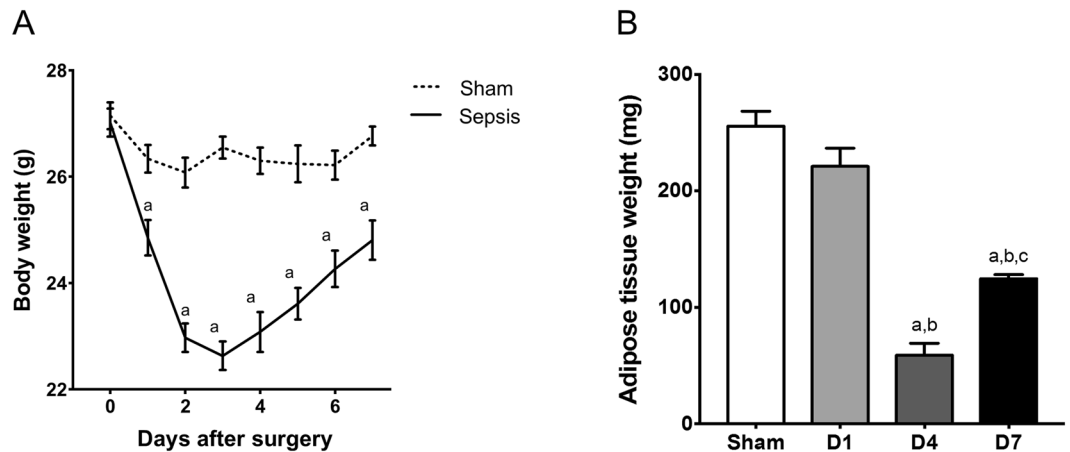 A
Body weight (g)
28
26
24
22
0
2
4
6
Days after surgery
Sham
Sepsis
a
a
a
a
a
a
a
B
Adipose tissue weight (mg)
300
200
100
0
a,b
a,b,c
Sham
D1
D4
D7